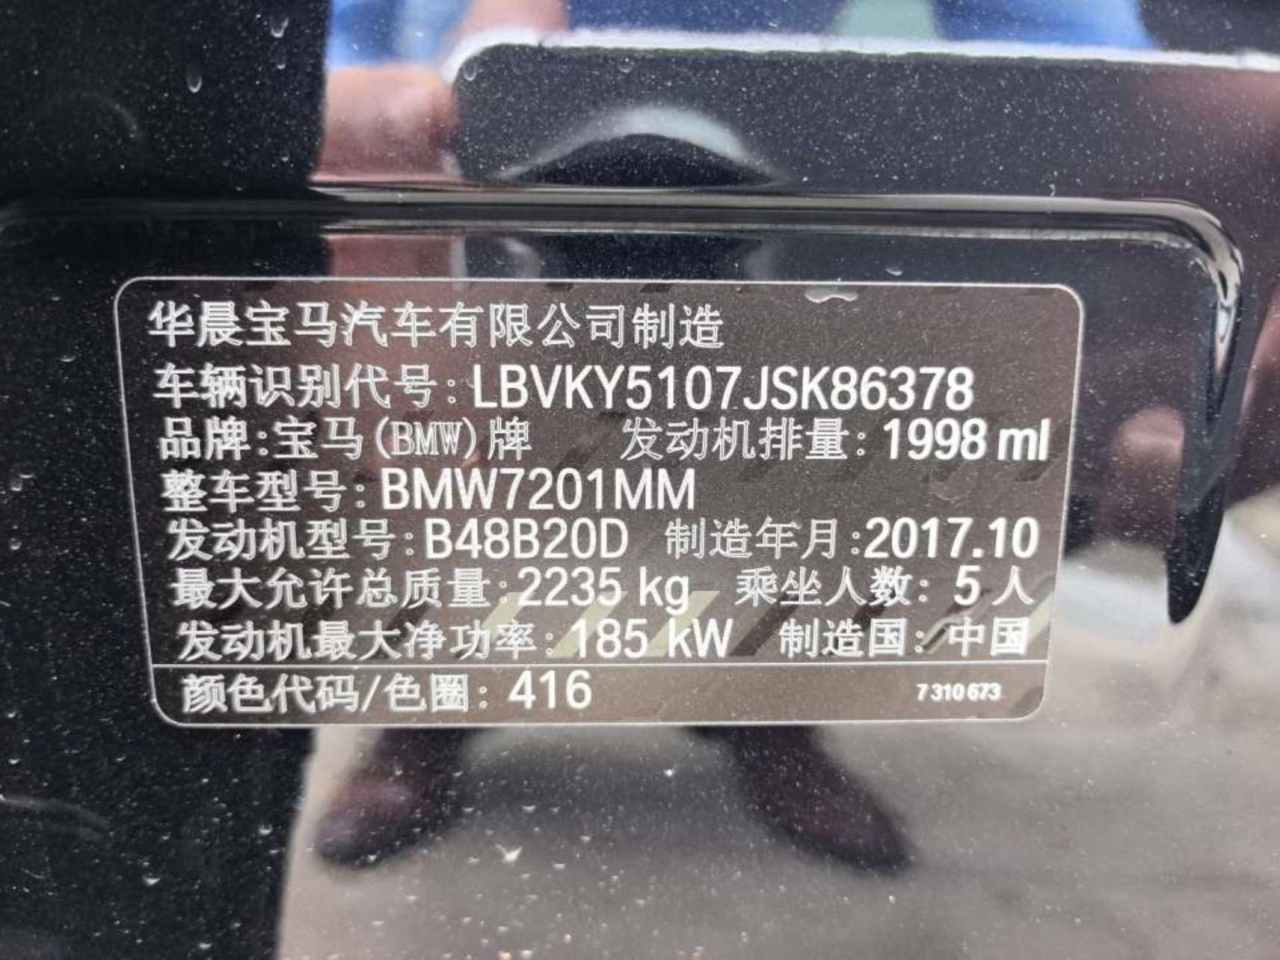 华晨宝马汽车有限公司制造
车辆识别代号: LBVKY5107JSK86378
品牌: 宝马(BMW)牌 发动机排量: 1998 ml
整车型号: BMW7201MM
发动机型号: B48B20D 制造年月: 2017.10
最大允许总质量: 2235 kg 乘坐人数: 5 人
发动机最大净功率: 185 kW 制造国: 中国
颜色代码/色圈: 416 7 310 673